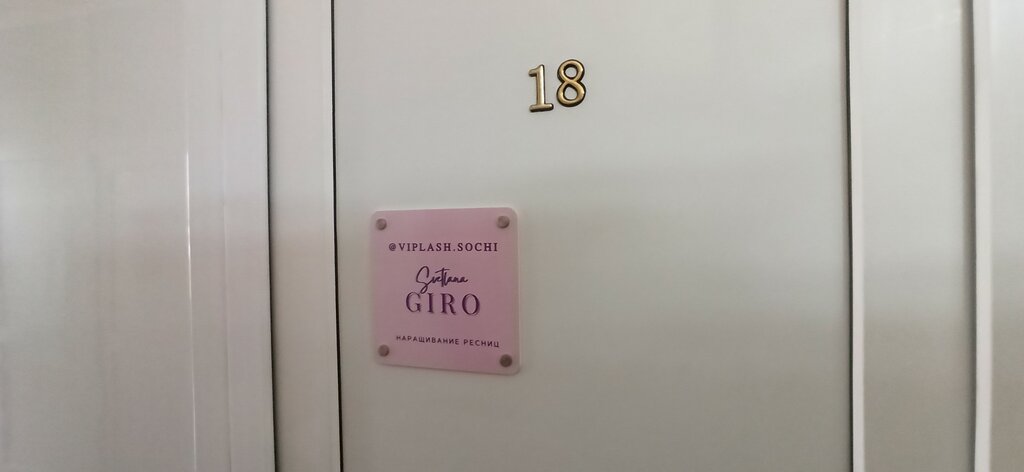 18
@VIPLASH.SOCHI
Svetlana
GIRO
НАРАЩИВАНИЕ РЕСНИЦ